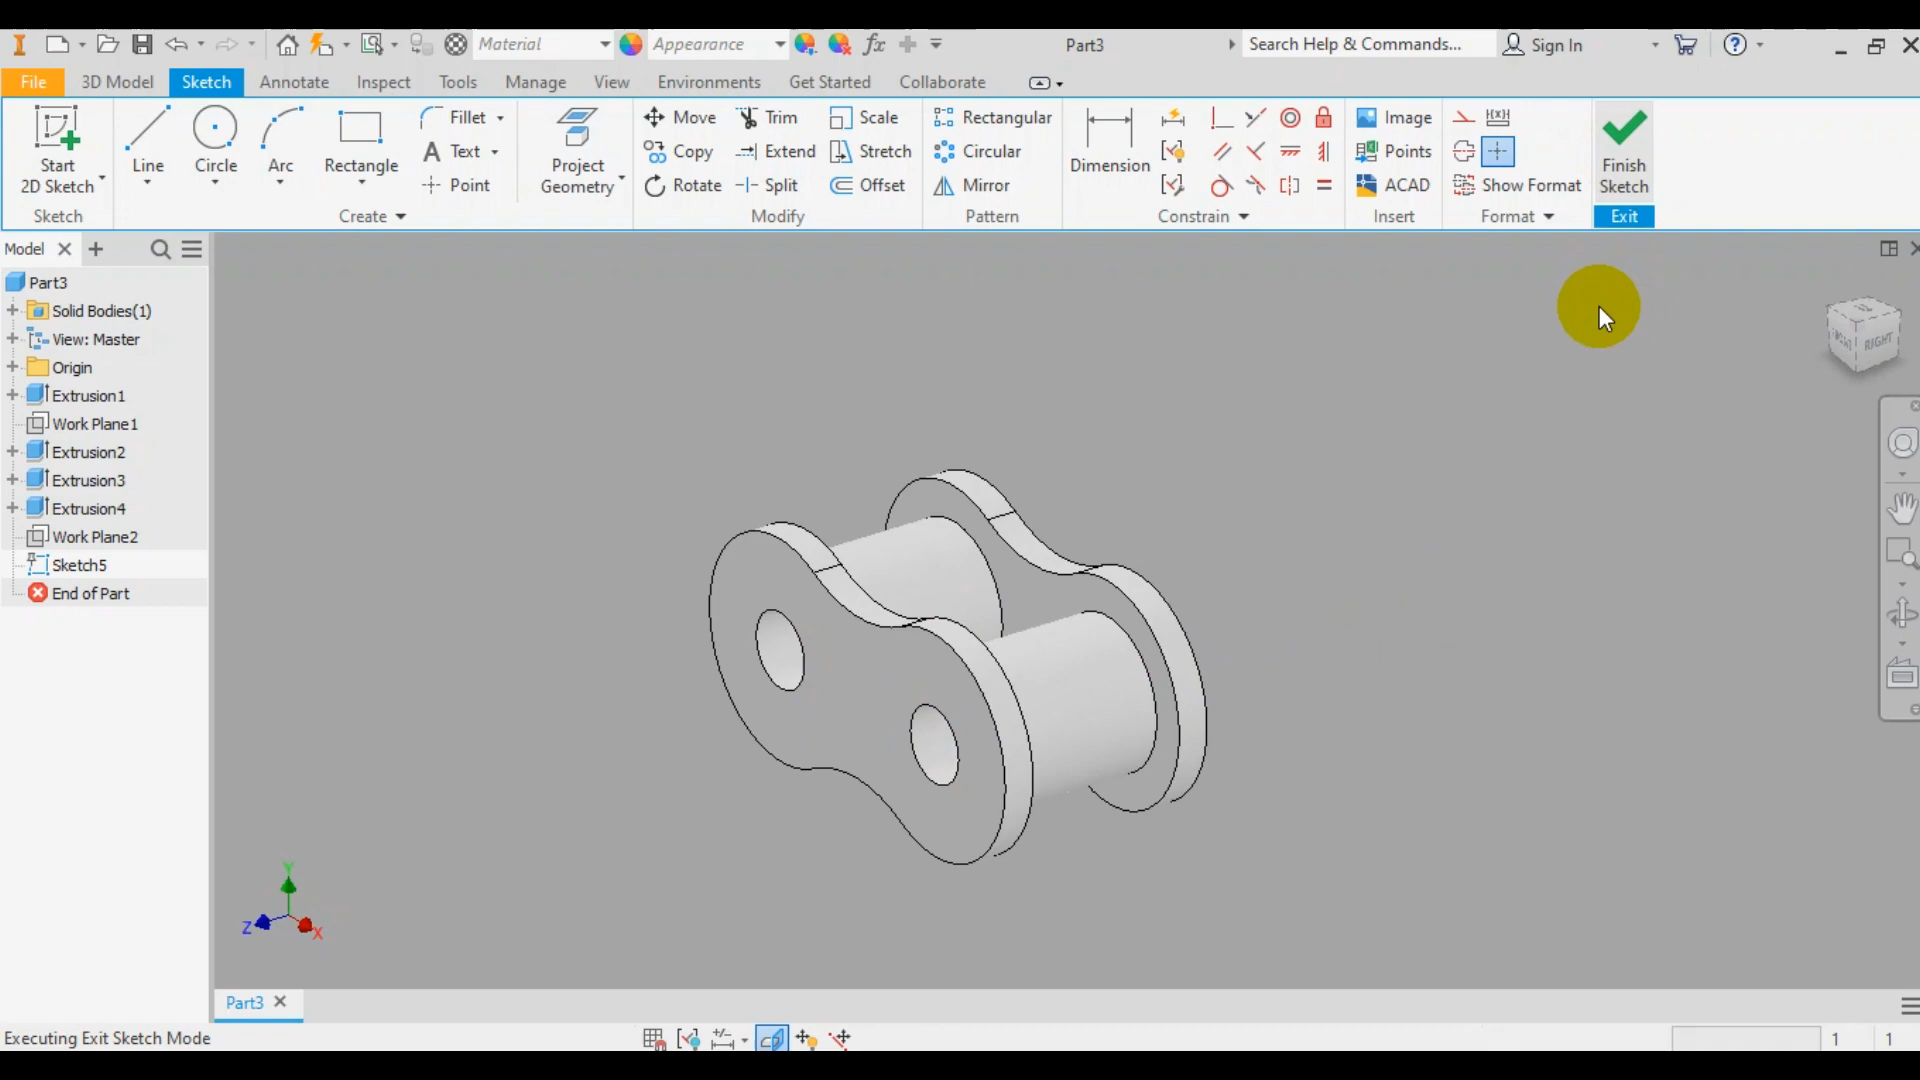 Material
Appearance
fx
Part3
Search Help & Commands...
Sign In
?
File
3D Model
Sketch
Annotate
Inspect
Tools
Manage
View
Environments
Get Started
Collaborate
Start
2D Sketch
Line
Circle
Arc
Rectangle
Fillet
A Text
Point
Project
Geometry
Move
Copy
Rotate
Trim
Extend
Split
Scale
Stretch
Offset
Rectangular
Circular
Mirror
Dimension
Image
Points
ACAD
Show Format
Finish
Sketch
Sketch
Create
Modify
Pattern
Constrain
Insert
Format
Exit
Model
Part3
Solid Bodies(1)
View: Master
Origin
Extrusion1
Work Plane1
Extrusion2
Extrusion3
Extrusion4
Work Plane2
Sketch5
End of Part
RIGHT
Y
Z
X
Part3
Executing Exit Sketch Mode
1
1